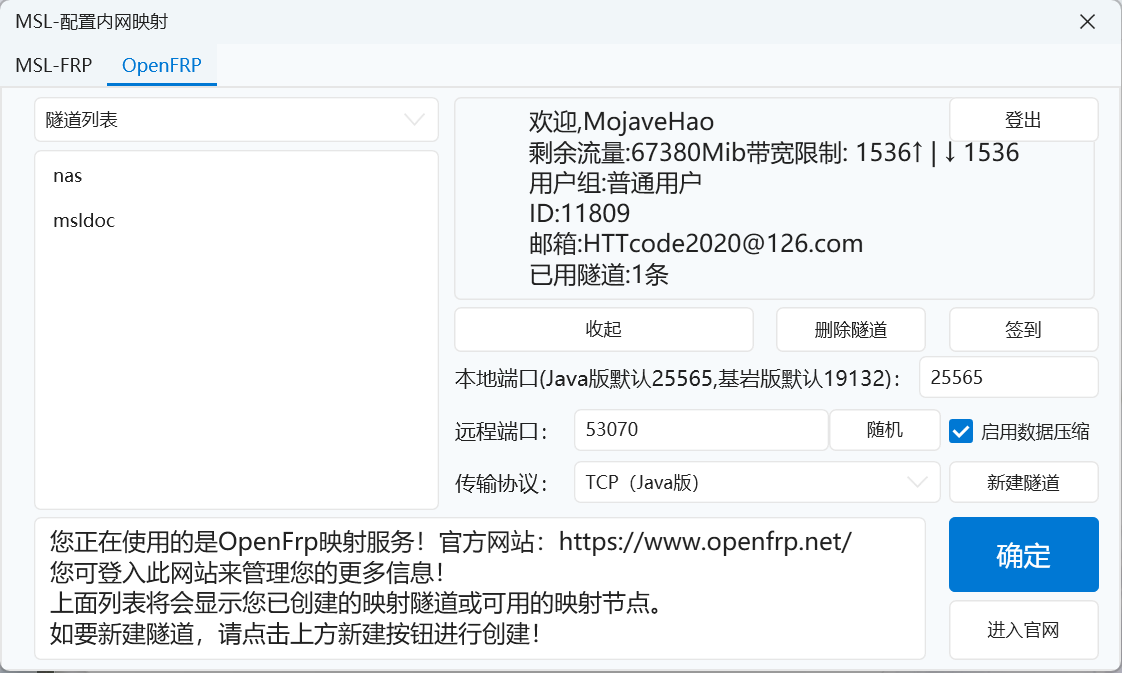 MSL-配置内网映射
MSL-FRP
OpenFRP
隧道列表
nas
msldoc
欢迎,MojaveHao
登出
剩余流量:67380Mib带宽限制: 1536↑ | ↓ 1536
用户组:普通用户
ID:11809
邮箱:HTTcode2020@126.com
已用隧道:1条
收起
删除隧道
签到
本地端口(Java版默认25565,基岩版默认19132)：
25565
远程端口：
53070
随机
启用数据压缩
传输协议：
TCP（Java版）
新建隧道
您正在使用的是OpenFrp映射服务！官方网站：https://www.openfrp.net/
您可登入此网站来管理您的更多信息！
上面列表将会显示您已创建的映射隧道或可用的映射节点。
如要新建隧道，请点击上方新建按钮进行创建！
确定
进入官网